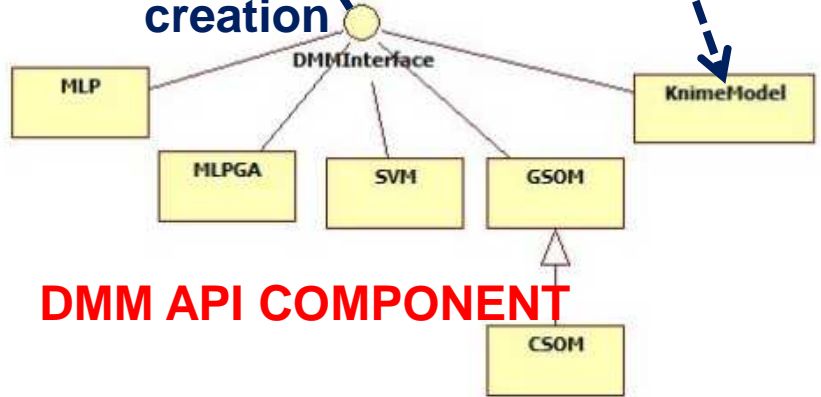 creation
DMMInterface
MLP
KnimeModel
MLPGA
SVM
GSOM
DMM API COMPONENT
CSOM